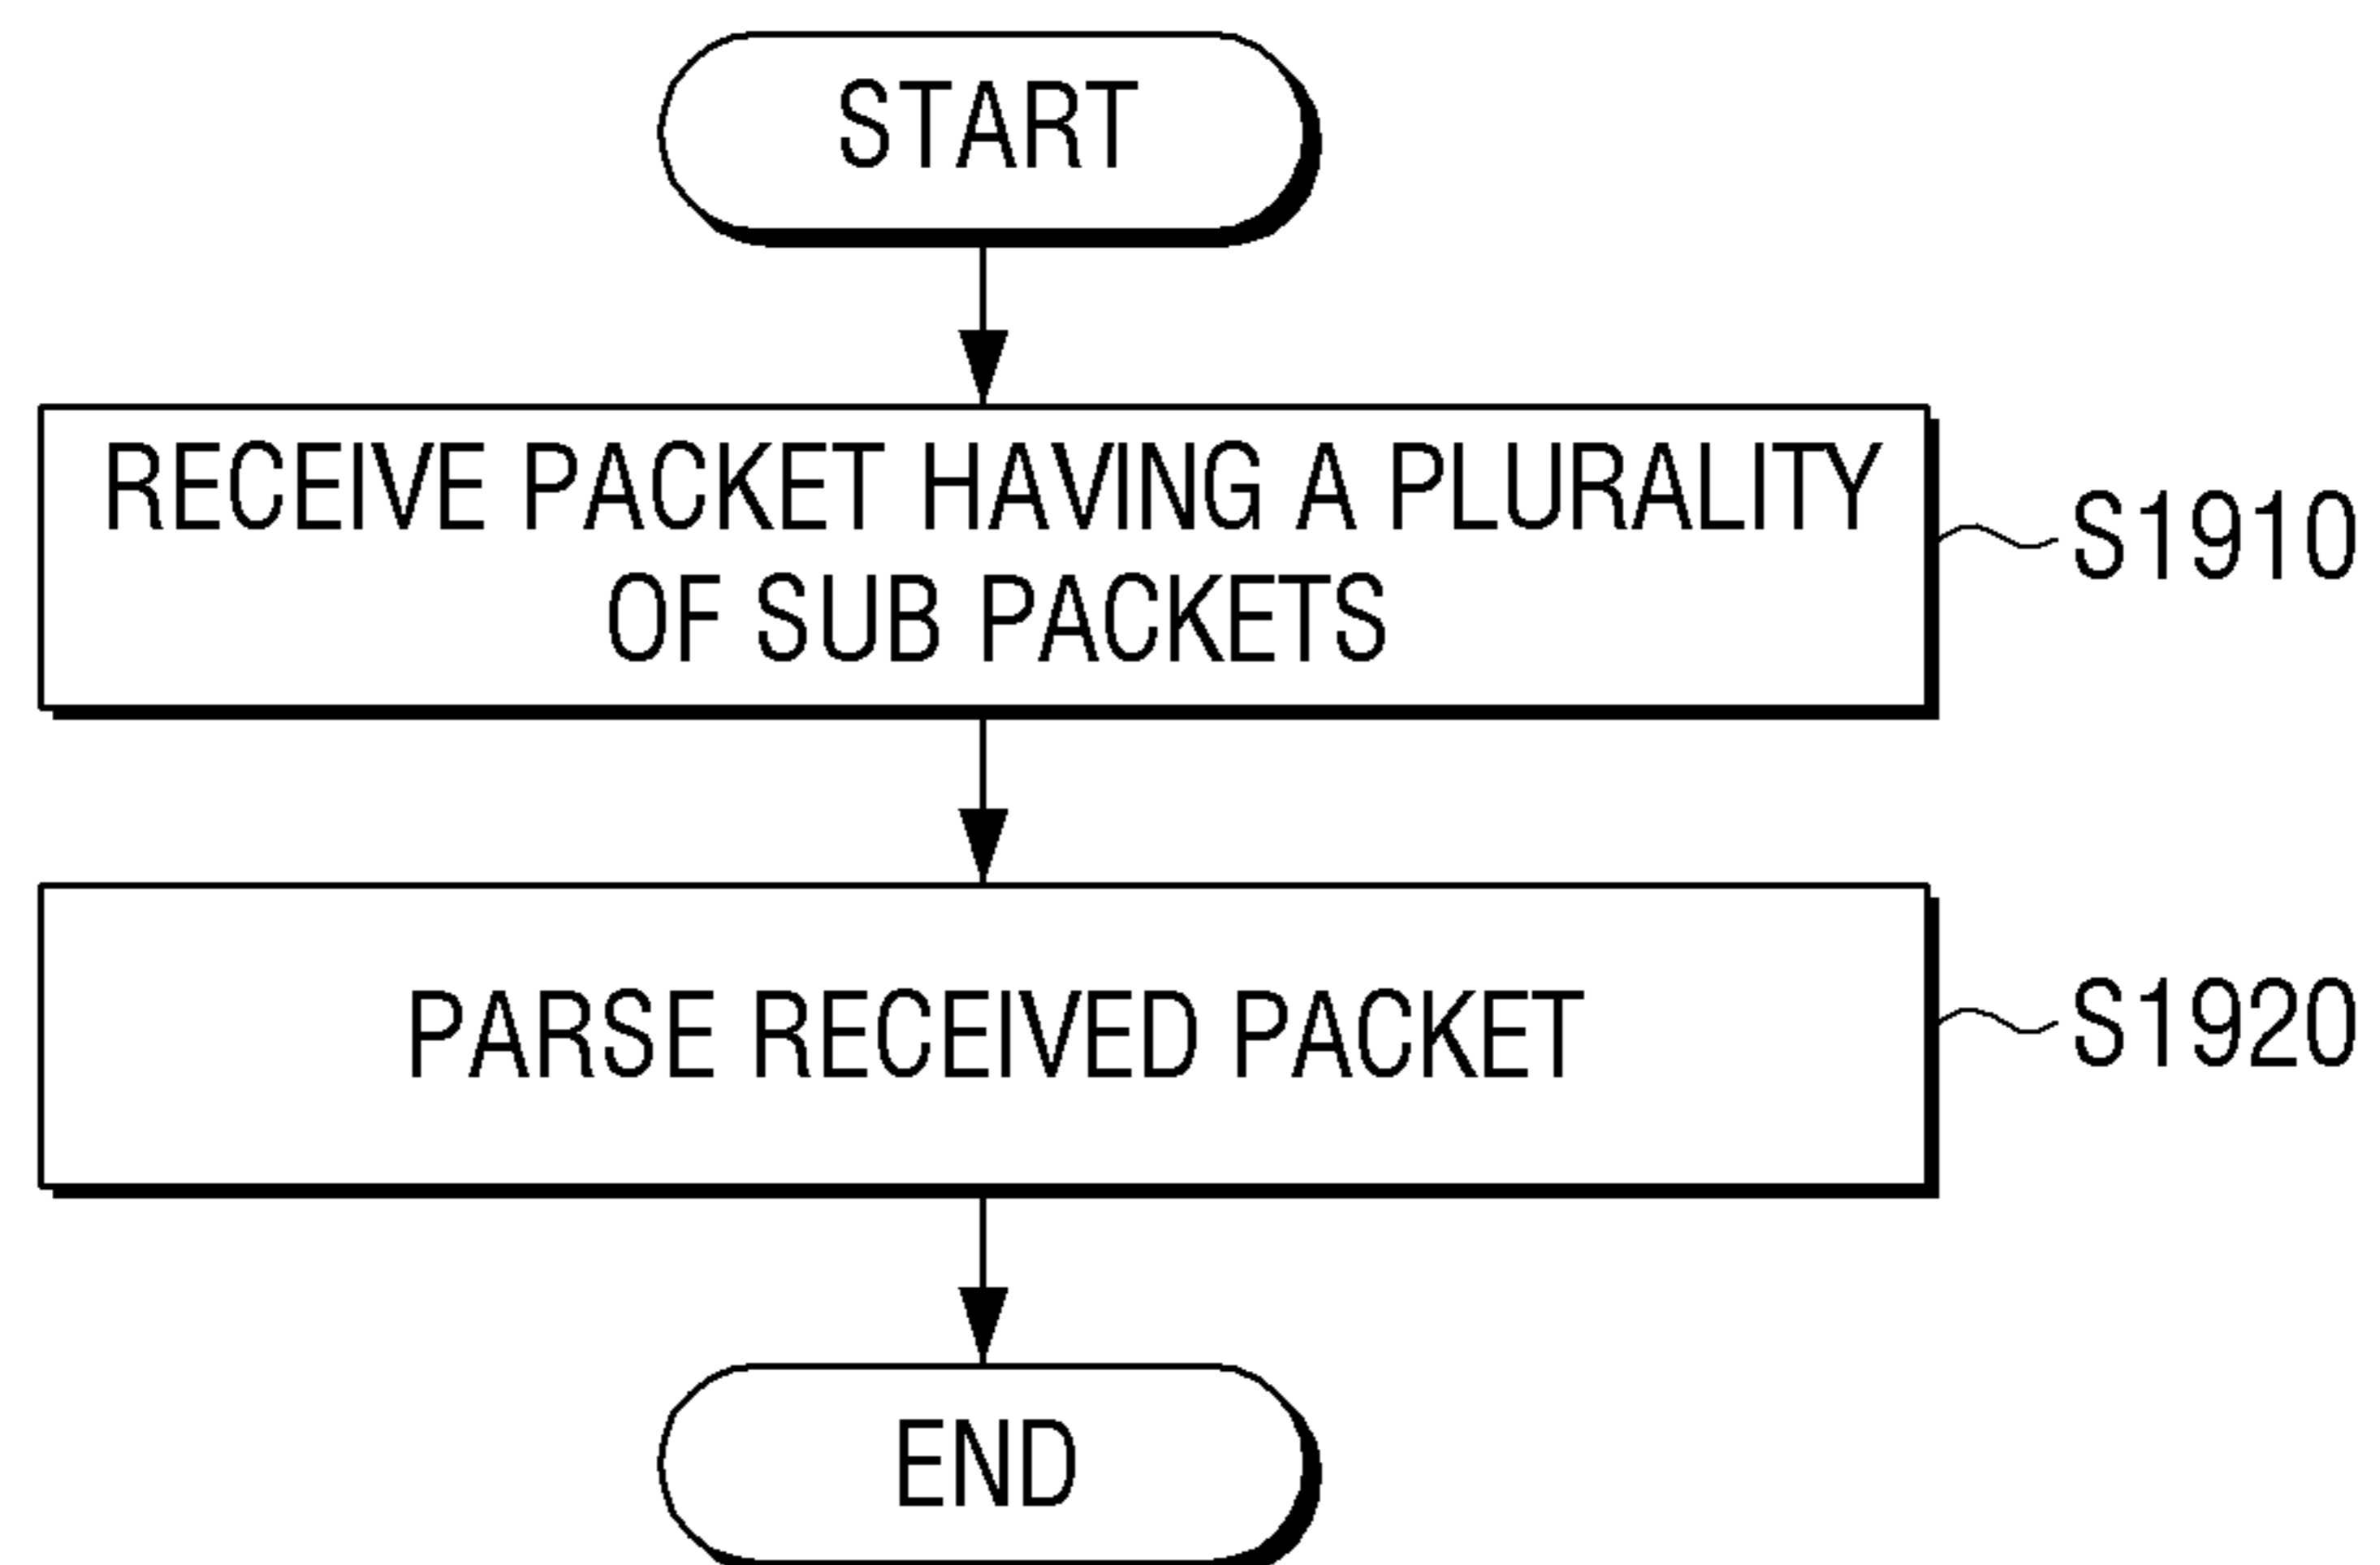 START
RECEIVE PACKET HAVING A PLURALITY
OF SUB PACKETS
S1910
PARSE RECEIVED PACKET
S1920
END